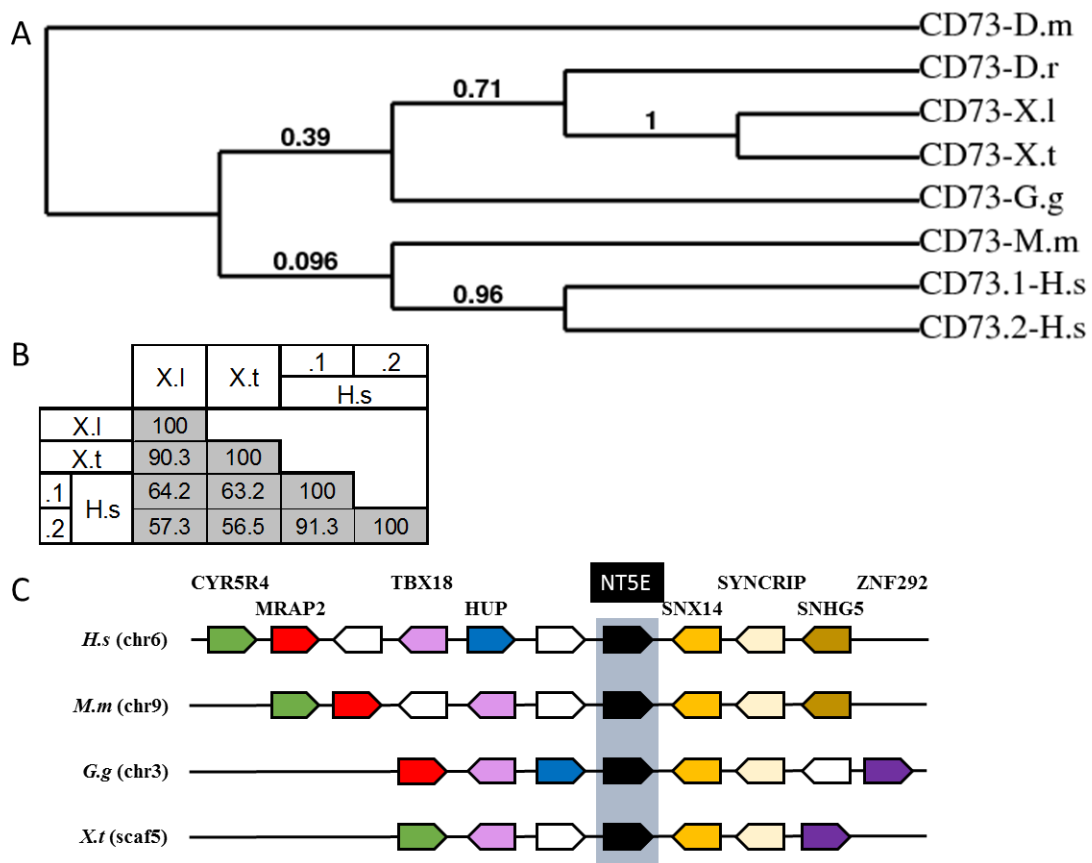 A
CD73-D.m
CD73-D.r
0.71
CD73-X.l
1
0.39
CD73-X.t
CD73-G.g
CD73-M.m
0.096
CD73.1-H.s
0.96
CD73.2-H.s
B
X.l X.t .1 .2
H.s
X.l 100
X.t 90.3 100
.1 H.s 64.2 63.2 100
.2 57.3 56.5 91.3 100
C
CYR5R4 TBX18 NT5E SYNCRIP ZNF292
MRAP2 HUP SNX14 SNHG5
H.s (chr6)
M.m (chr9)
G.g (chr3)
X.t (scaf5)